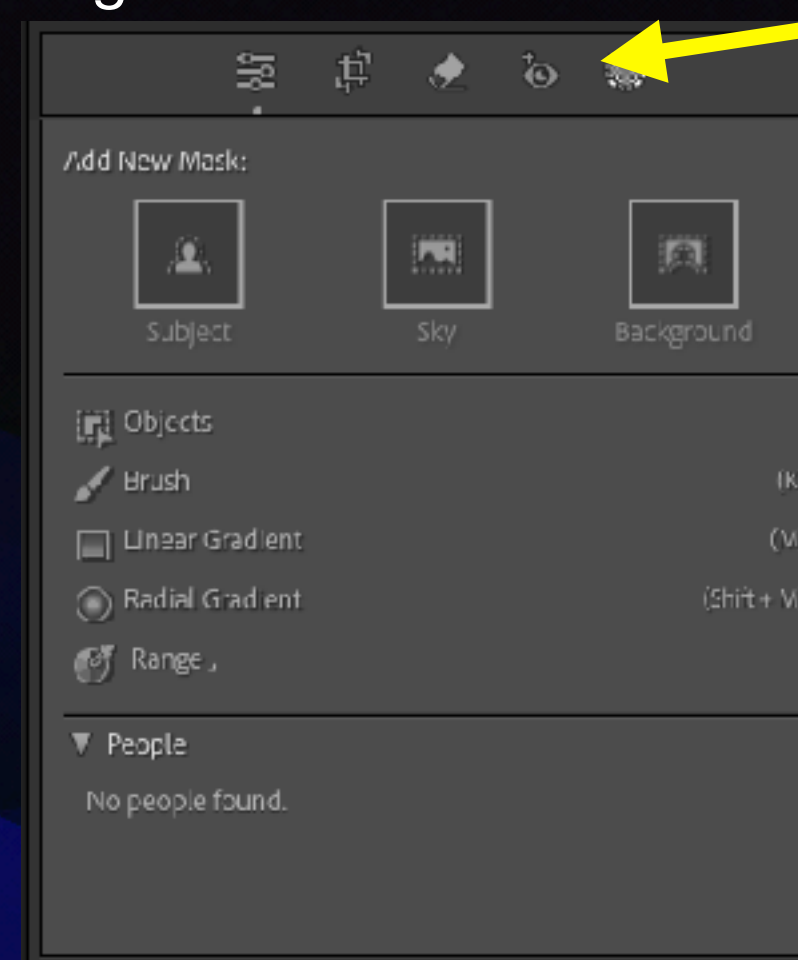 Add New Mask:
Subject
Sky
Background
Objects
Brush
Linear Gradient
(M
Radial Gradient
(Shift + M
Range
People
No people found.